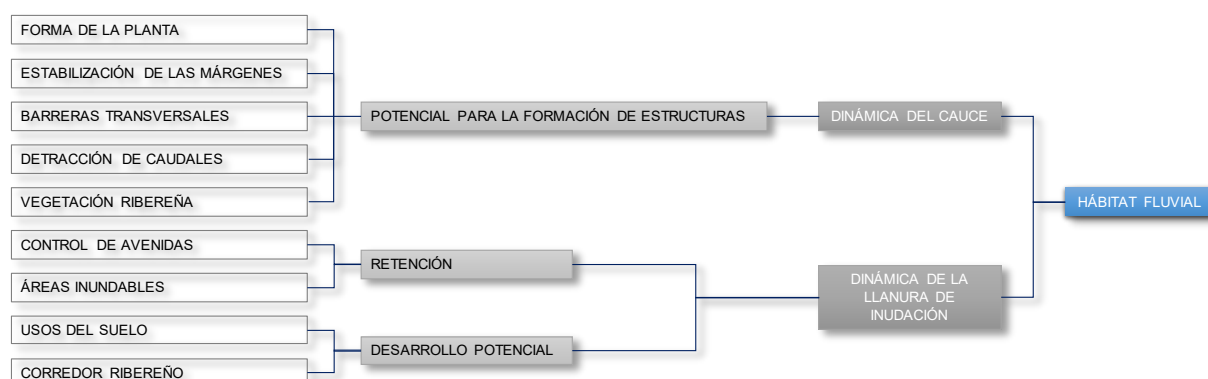 FORMA DE LA PLANTA
ESTABILIZACIÓN DE LAS MÁRGENES
BARRERAS TRANSVERSALES
DETRACCIÓN DE CAUDALES
VEGETACIÓN RIBEREÑA
CONTROL DE AVENIDAS
ÁREAS INUNDABLES
USOS DEL SUELO
CORREDOR RIBEREÑO
POTENCIAL PARA LA FORMACIÓN DE ESTRUCTURAS
RETENCIÓN
DESARROLLO POTENCIAL
DINÁMICA DEL CAUCE
DINÁMICA DE LA
LLANURA DE
INUDACIÓN
HÁBITAT FLUVIAL